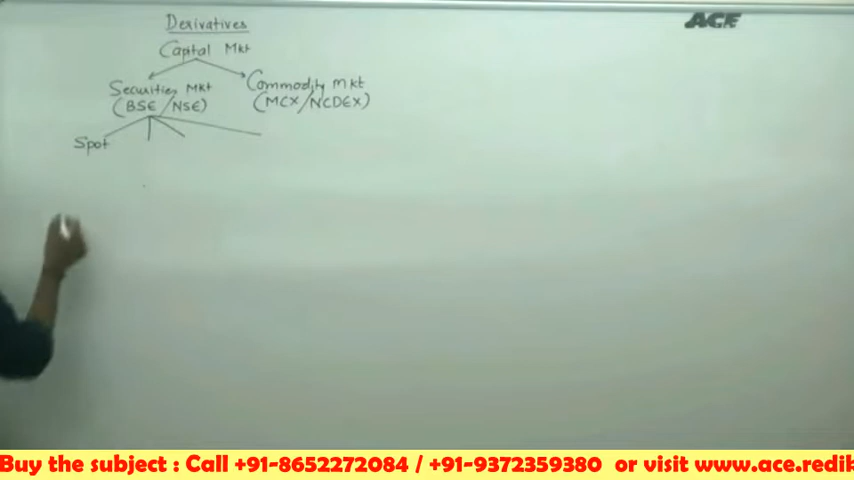 Derivatives
ACE
Capital Mkt
Securities Mkt
(BSE/NSE)
Commodity Mkt
(MCX/NCDEX)
Spot
Buy the subject : Call +91-8652272084 / +91-9372359380 or visit www.ace.redik